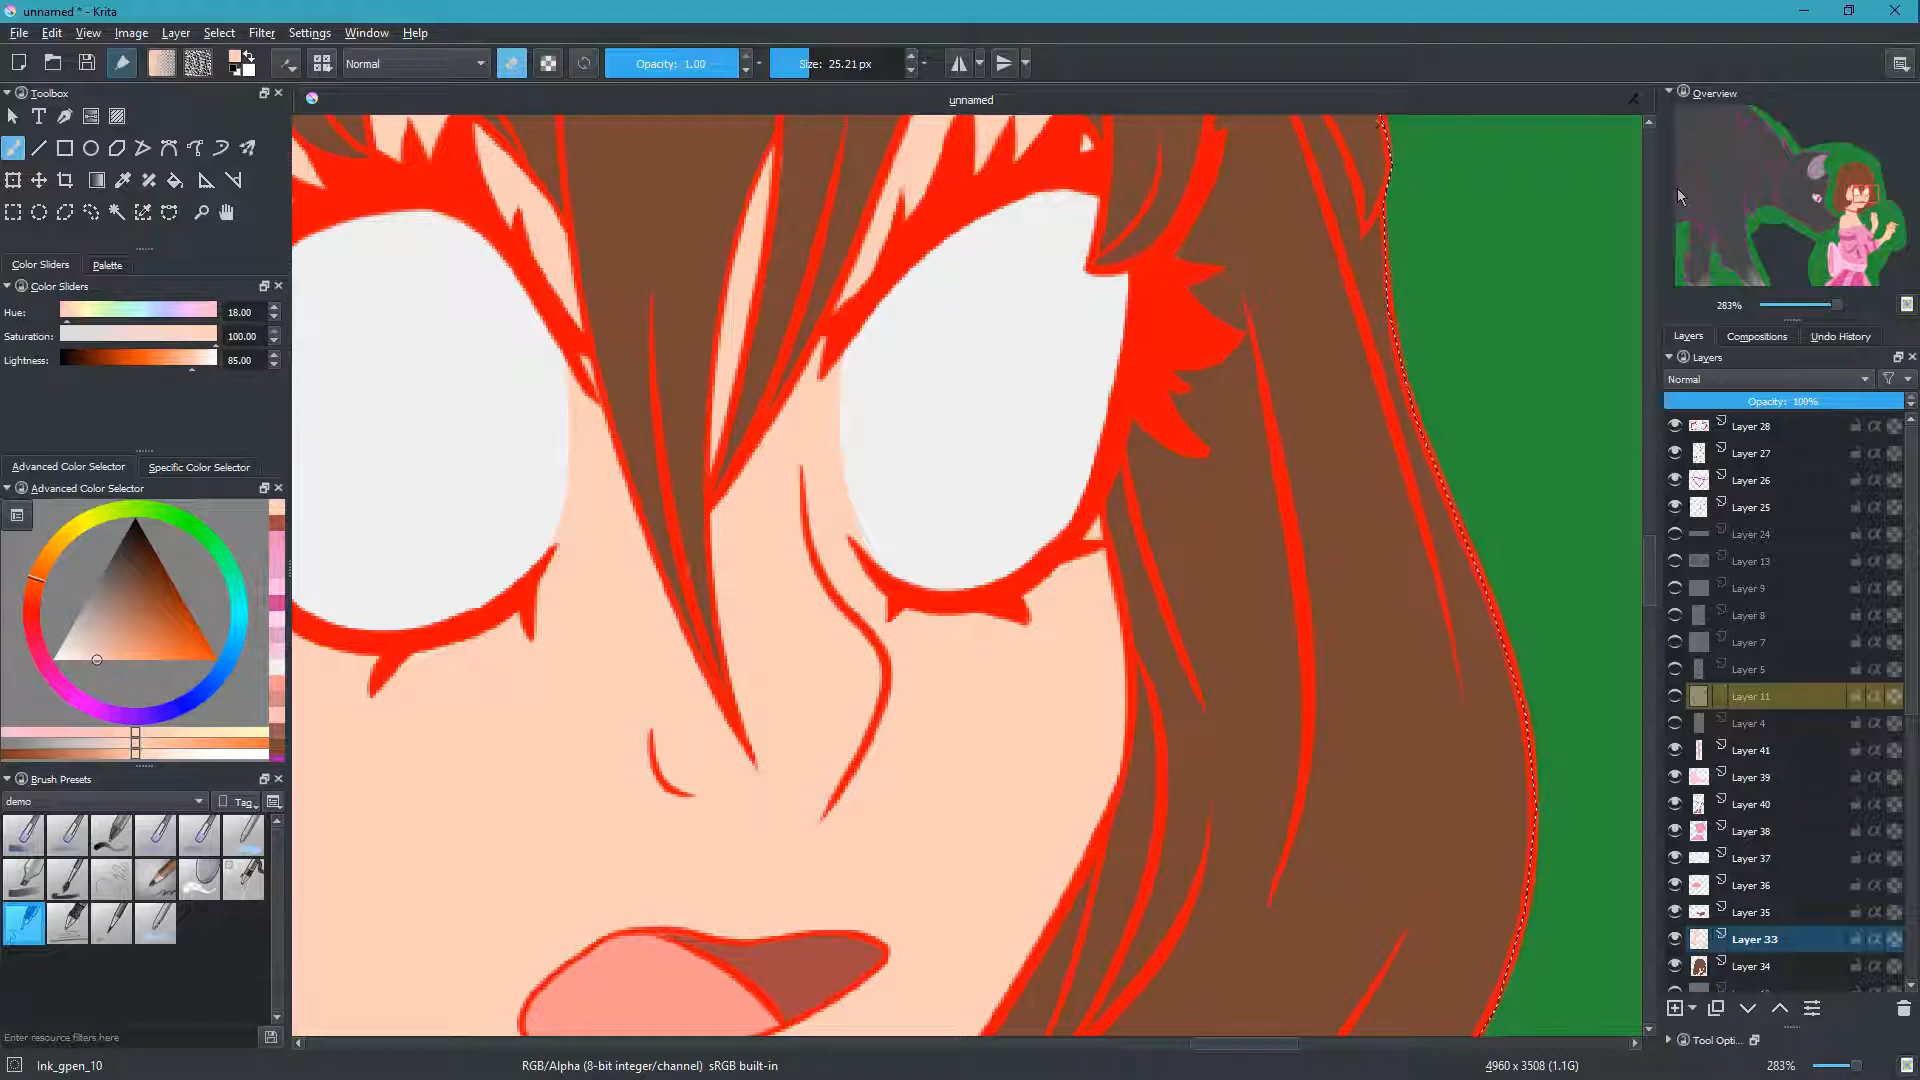 unnamed * - Krita
File Edit View Image Layer Select Filter Settings Window Help
Normal
Opacity: 1.00
Size: 25.21 px
Toolbox
unnamed
Overview
283%
Color Sliders Palette
Color Sliders
Hue: 18.00
Saturation: 100.00
Lightness: 85.00
Advanced Color Selector Specific Color Selector
Advanced Color Selector
Brush Presets
demo
Tag
Enter resource filters here
Layers Compositions Undo History
Layers
Normal
Opacity: 100%
Layer 28
Layer 27
Layer 26
Layer 25
Layer 24
Layer 13
Layer 9
Layer 8
Layer 7
Layer 5
Layer 11
Layer 4
Layer 41
Layer 39
Layer 40
Layer 38
Layer 37
Layer 36
Layer 35
Layer 33
Layer 34
Tool Opti...
Ink_gpen_10
RGB/Alpha (8-bit integer/channel) sRGB built-in
4960 x 3508 (1.1G)
283%